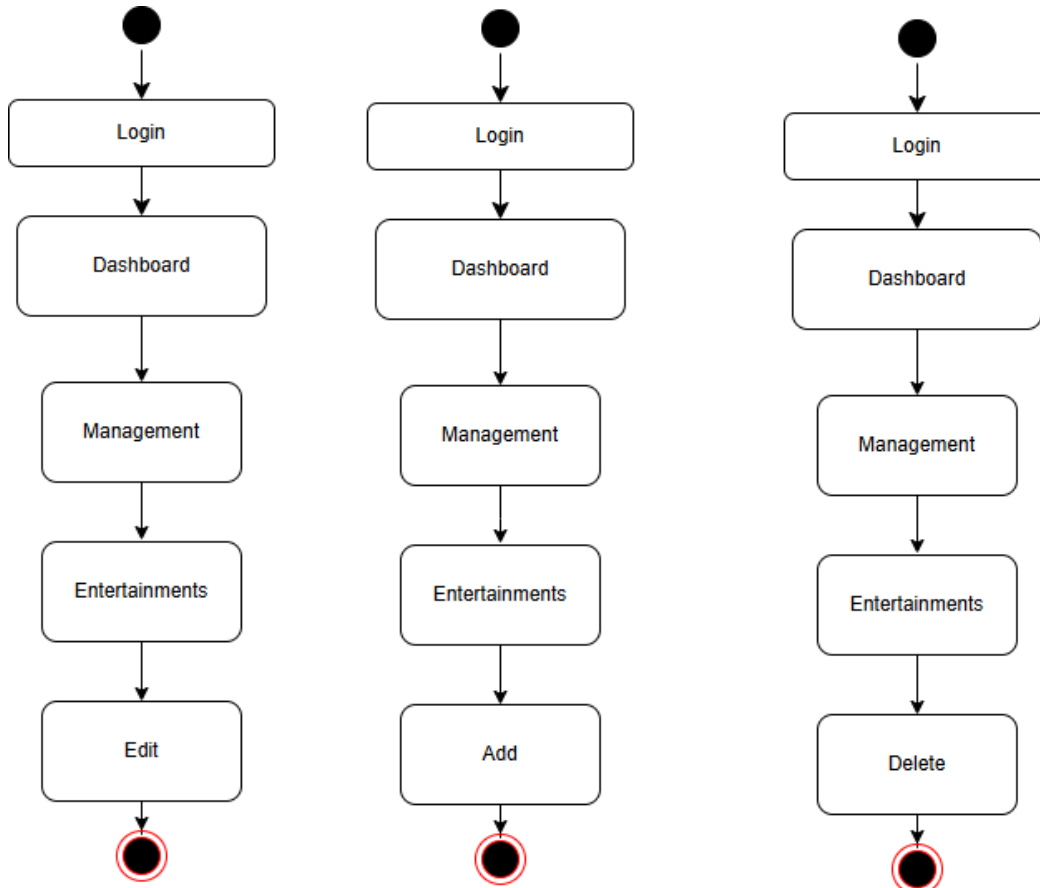 Login
Dashboard
Management
Entertainments
Edit
Login
Dashboard
Management
Entertainments
Add
Login
Dashboard
Management
Entertainments
Delete